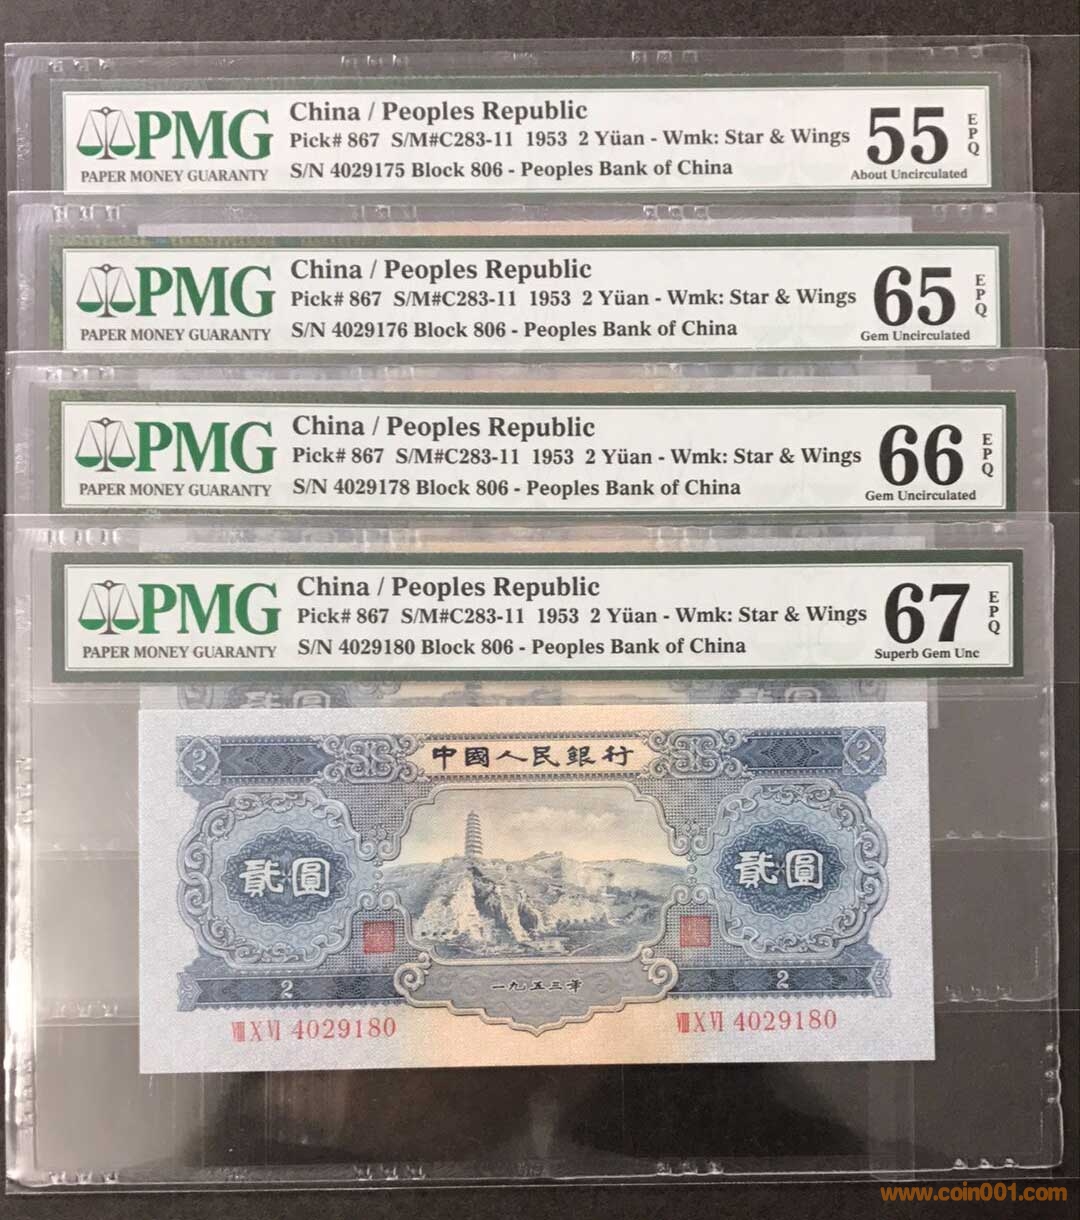 PMG
PAPER MONEY GUARANTY
China / Peoples Republic
Pick# 867 S/M#C283-11 1953 2 Yüan - Wmk: Star & Wings
S/N 4029175 Block 806 - Peoples Bank of China
55
EPQ
About Uncirculated
PMG
PAPER MONEY GUARANTY
China / Peoples Republic
Pick# 867 S/M#C283-11 1953 2 Yüan - Wmk: Star & Wings
S/N 4029176 Block 806 - Peoples Bank of China
65
EPQ
Gem Uncirculated
PMG
PAPER MONEY GUARANTY
China / Peoples Republic
Pick# 867 S/M#C283-11 1953 2 Yüan - Wmk: Star & Wings
S/N 4029178 Block 806 - Peoples Bank of China
66
EPQ
Gem Uncirculated
PMG
PAPER MONEY GUARANTY
China / Peoples Republic
Pick# 867 S/M#C283-11 1953 2 Yüan - Wmk: Star & Wings
S/N 4029180 Block 806 - Peoples Bank of China
67
EPQ
Superb Gem Unc
2 中國人民銀行 2
貳圓 貳圓
一九五三年
2 2
ⅧⅩⅥ 4029180 ⅧⅩⅥ 4029180
www.coin001.com